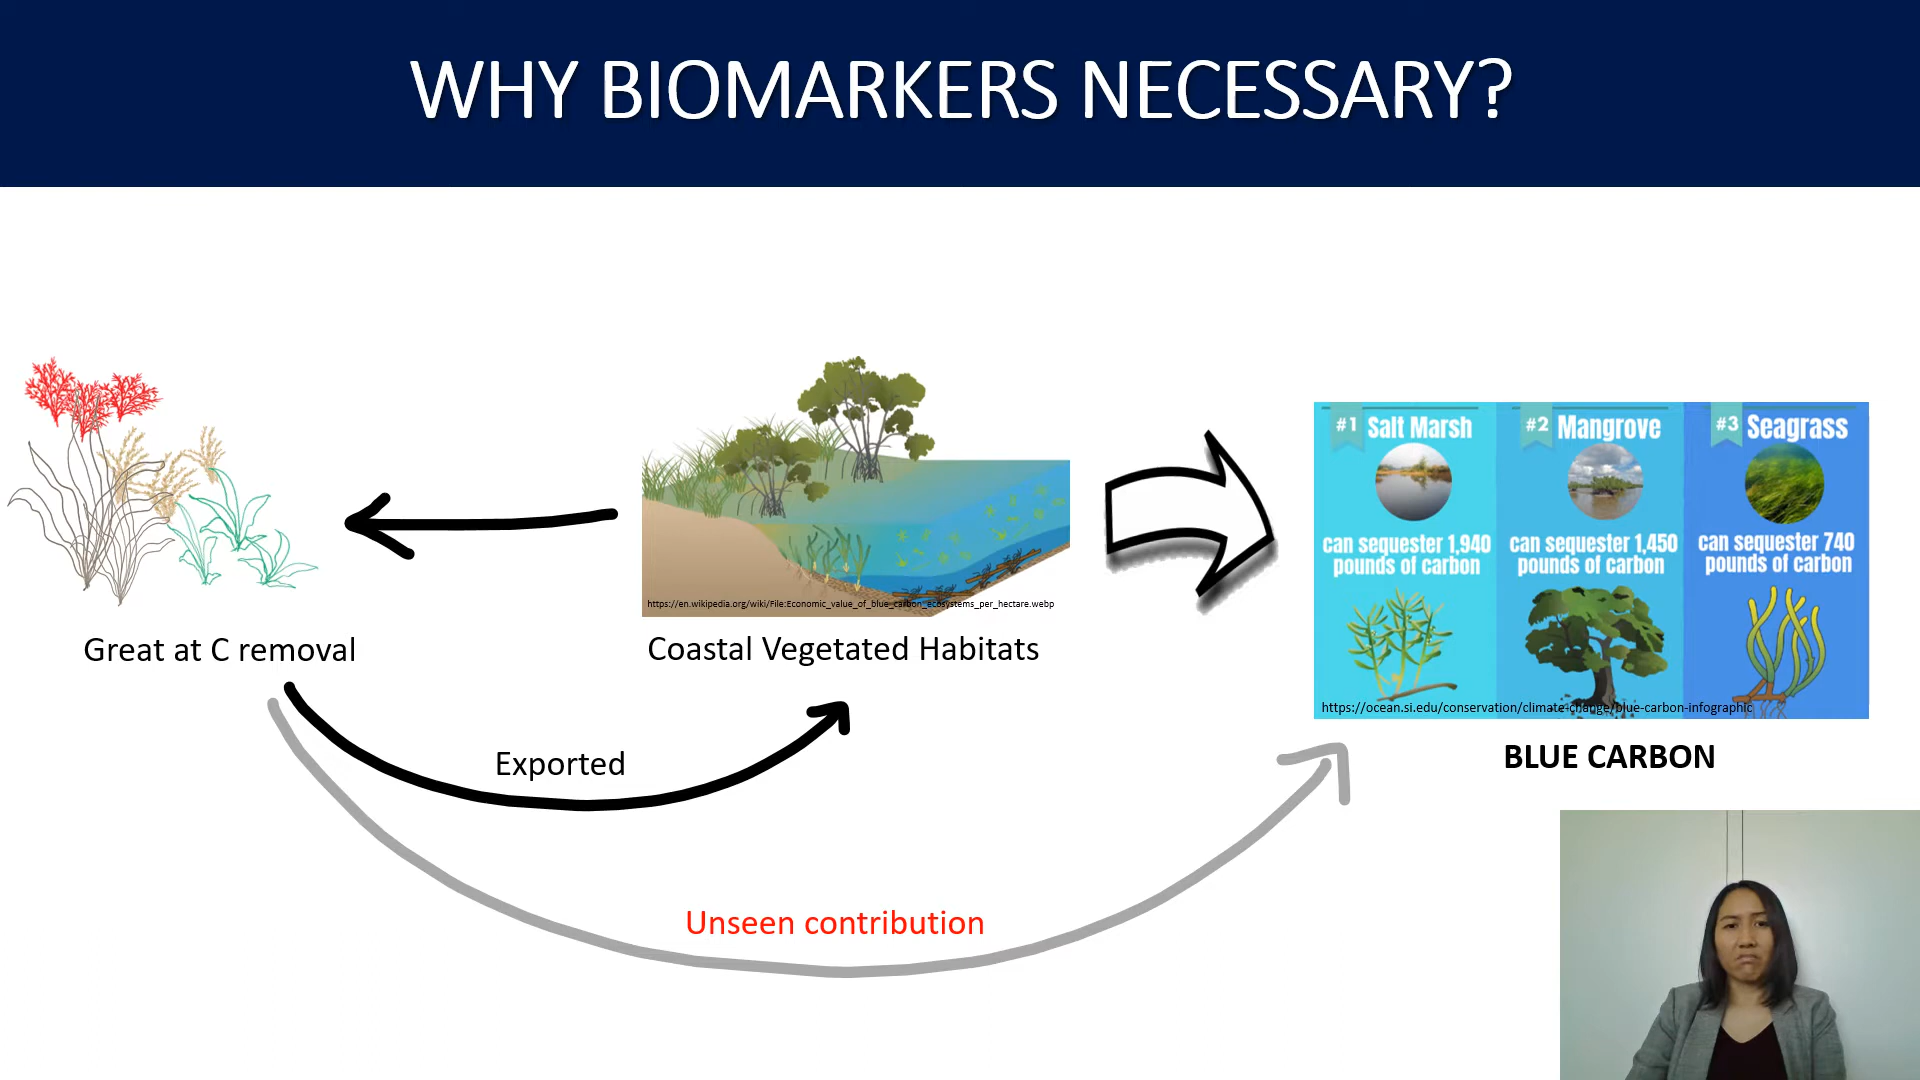 WHY BIOMARKERS NECESSARY?
#1 Salt Marsh
can sequester 1,940
pounds of carbon
#2 Mangrove
can sequester 1,450
pounds of carbon
#3 Seagrass
can sequester 740
pounds of carbon
https://en.wikipedia.org/wiki/File:Economic_value_of_blue_carbon_ecosystems_per_hectare.webp
https://ocean.si.edu/conservation/climate-change/blue-carbon-infographic
Great at C removal
Coastal Vegetated Habitats
BLUE CARBON
Exported
Unseen contribution